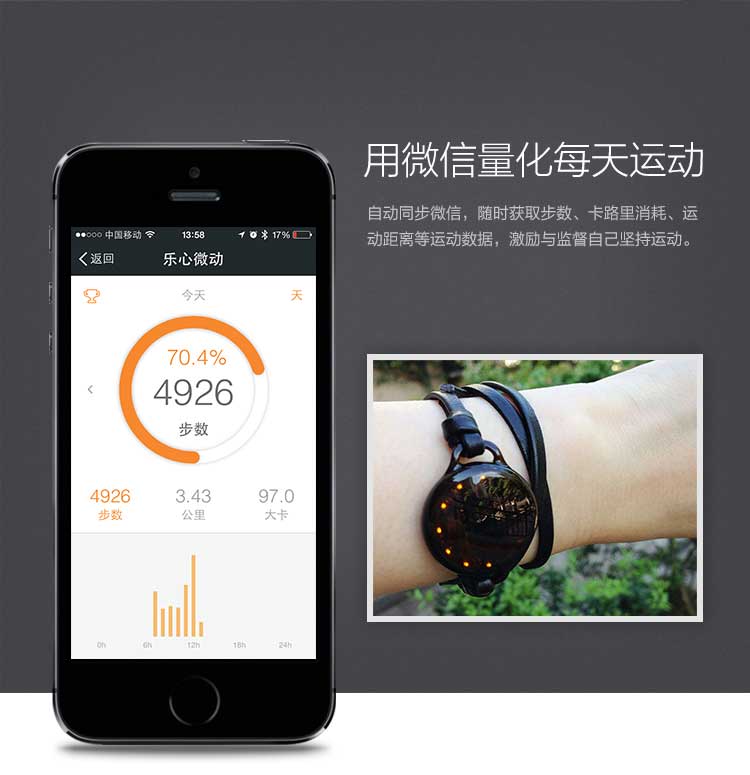 用微信量化每天运动
自动同步微信，随时获取步数、卡路里消耗、运
动距离等运动数据，激励与监督自己坚持运动。
中国移动 13:58 17%
返回 乐心微动
今天 天
70.4%
4926
步数
4926 3.43 97.0
步数 公里 大卡
0h 6h 12h 18h 24h